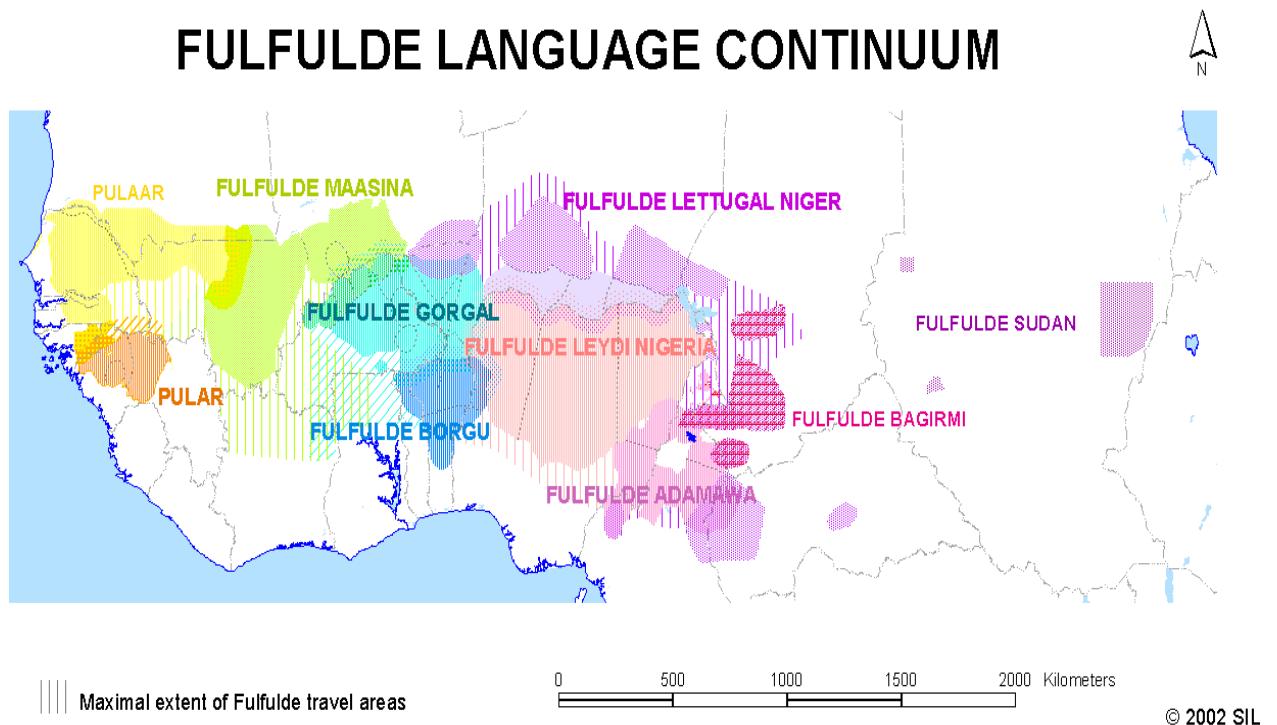 FULFULDE LANGUAGE CONTINUUM
N
PULAAR
FULFULDE MAASINA
FULFULDE LETTUGAL NIGER
FULFULDE GORGAL
FULFULDE SUDAN
FULFULDE LEYDI NIGERIA
PULAR
FULFULDE BAGIRMI
FULFULDE BORGU
FULFULDE ADAMAWA
0 500 1000 1500 2000 Kilometers
Maximal extent of Fulfulde travel areas
© 2002 SIL